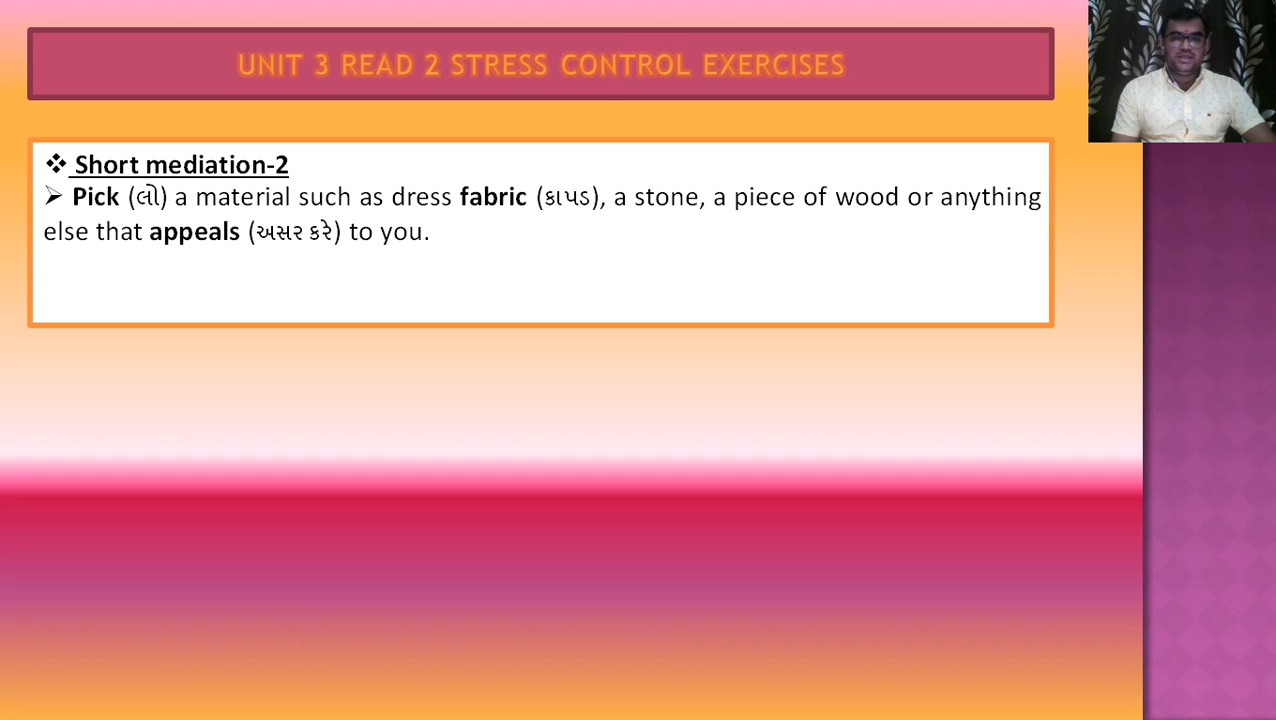 UNIT 3 READ 2 STRESS CONTROL EXERCISES
❖ Short mediation-2
➢ Pick (લો) a material such as dress fabric (કાપડ), a stone, a piece of wood or anything
else that appeals (અસર કરે) to you.